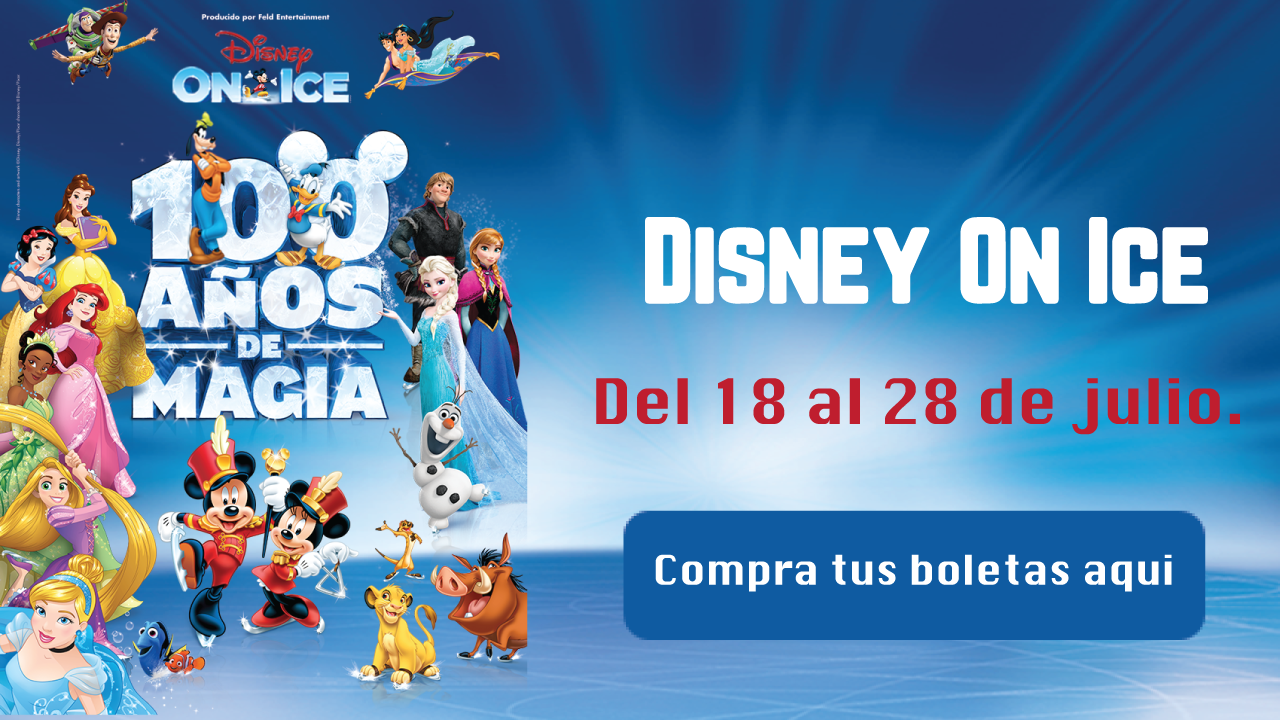 Producido por Feld Entertainment
Disney
ON ICE
100
AÑOS
DE
MAGIA
Disney On Ice
Del 18 al 28 de julio.
Compra tus boletas aqui